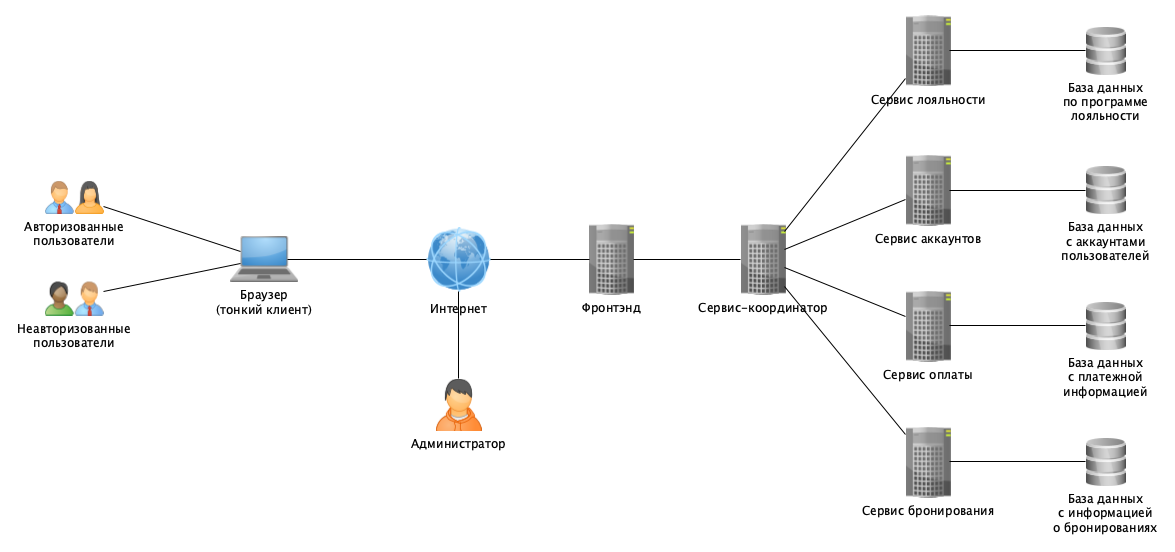 Авторизованные
пользователи
Неавторизованные
пользователи
Браузер
(тонкий клиент)
Интернет
Администратор
Фронтэнд
Сервис-координатор
Сервис лояльности
База данных
по программе
лояльности
Сервис аккаунтов
База данных
с аккаунтами
пользователей
Сервис оплаты
База данных
с платежной
информацией
Сервис бронирования
База данных
с информацией
о бронированиях